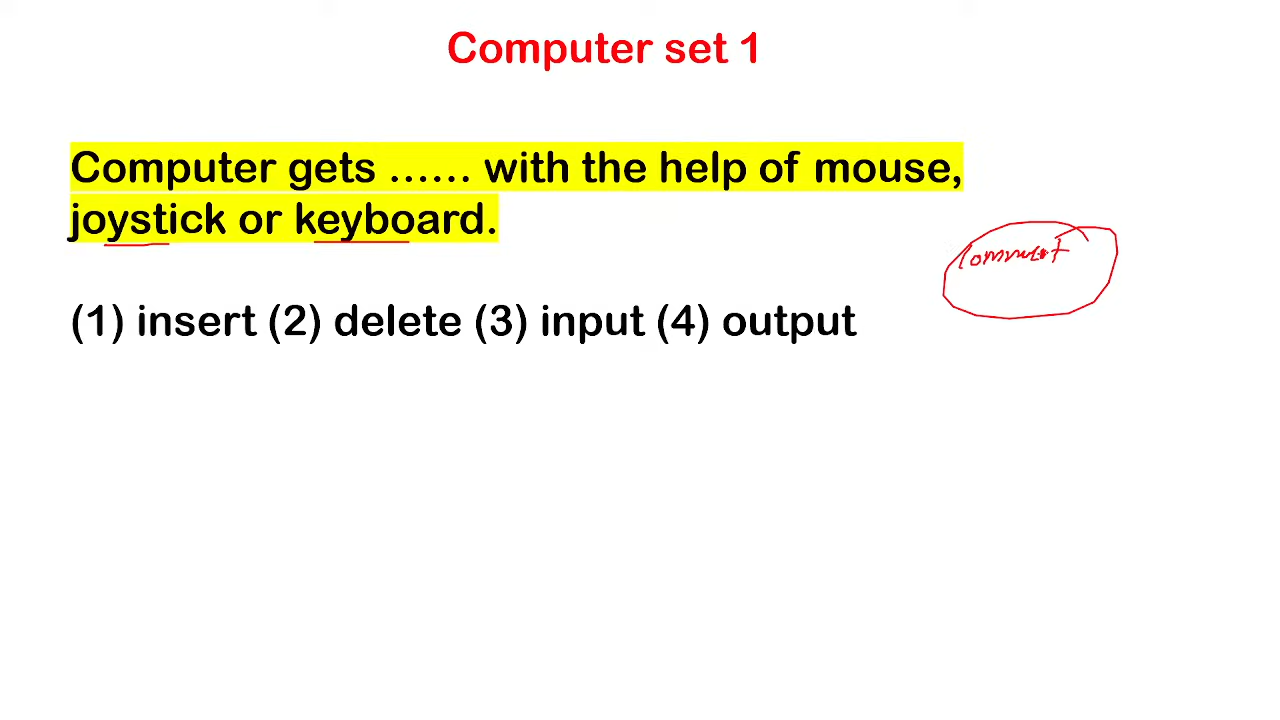 Computer set 1
Computer gets ...... with the help of mouse,
joystick or keyboard.
comment
(1) insert (2) delete (3) input (4) output